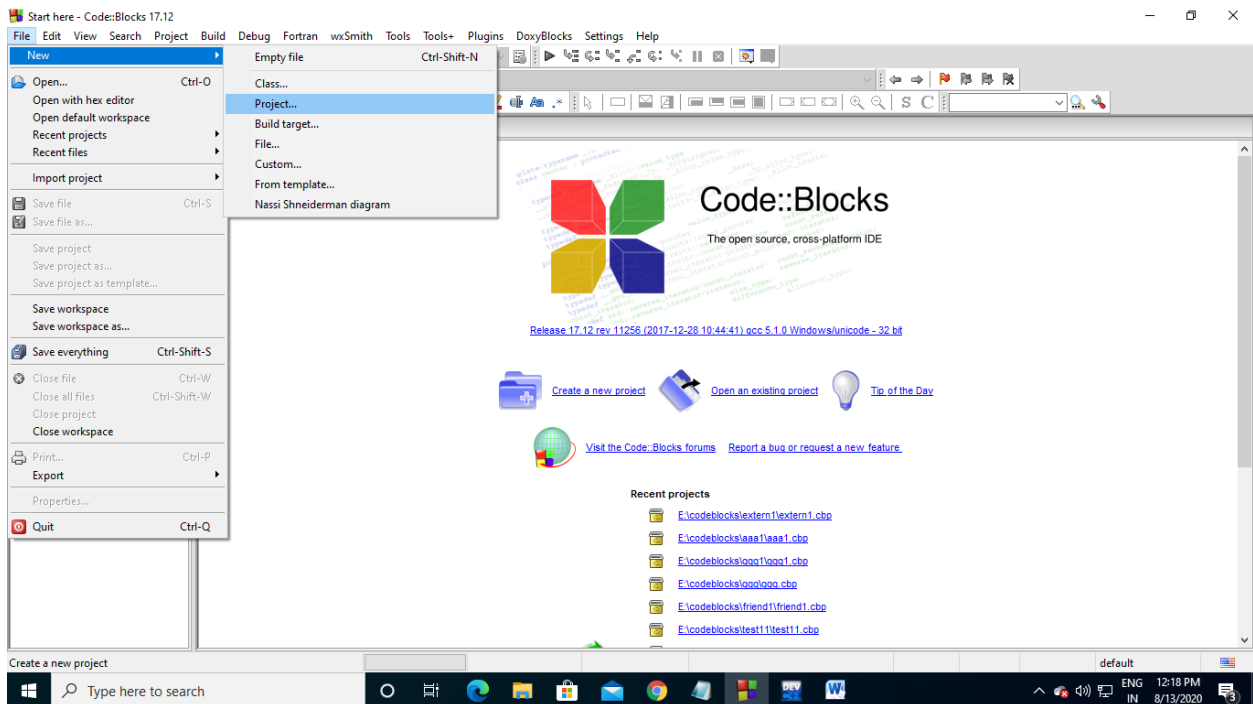 Start here - Code::Blocks 17.12
File Edit View Search Project Build Debug Fortran wxSmith Tools Tools+ Plugins DoxyBlocks Settings Help
New
Open... Ctrl-O
Open with hex editor
Open default workspace
Recent projects
Recent files
Import project
Save file Ctrl-S
Save file as...
Save project
Save project as...
Save project as template...
Save workspace
Save workspace as...
Save everything Ctrl-Shift-S
Close file Ctrl-W
Close all files Ctrl-Shift-W
Close project
Close workspace
Print... Ctrl-P
Export
Properties...
Quit Ctrl-Q
Empty file Ctrl-Shift-N
Class...
Project...
Build target...
File...
Custom...
From template...
Nassi Shneiderman diagram
S C
Code::Blocks
The open source, cross-platform IDE
Release 17.12 rev 11256 (2017-12-28 10:44:41) gcc 5.1.0 Windows/unicode - 32 bit
Create a new project Open an existing project Tip of the Day
Visit the Code::Blocks forums Report a bug or request a new feature
Recent projects
E:\codeblocks\extern1\extern1.cbp
E:\codeblocks\aaa1\aaa1.cbp
E:\codeblocks\qqq1\qqq1.cbp
E:\codeblocks\qqq\qqq.cbp
E:\codeblocks\friend1\friend1.cbp
E:\codeblocks\test11\test11.cbp
Create a new project default
Type here to search
DEV
W
ENG 12:18 PM
IN 8/13/2020
3